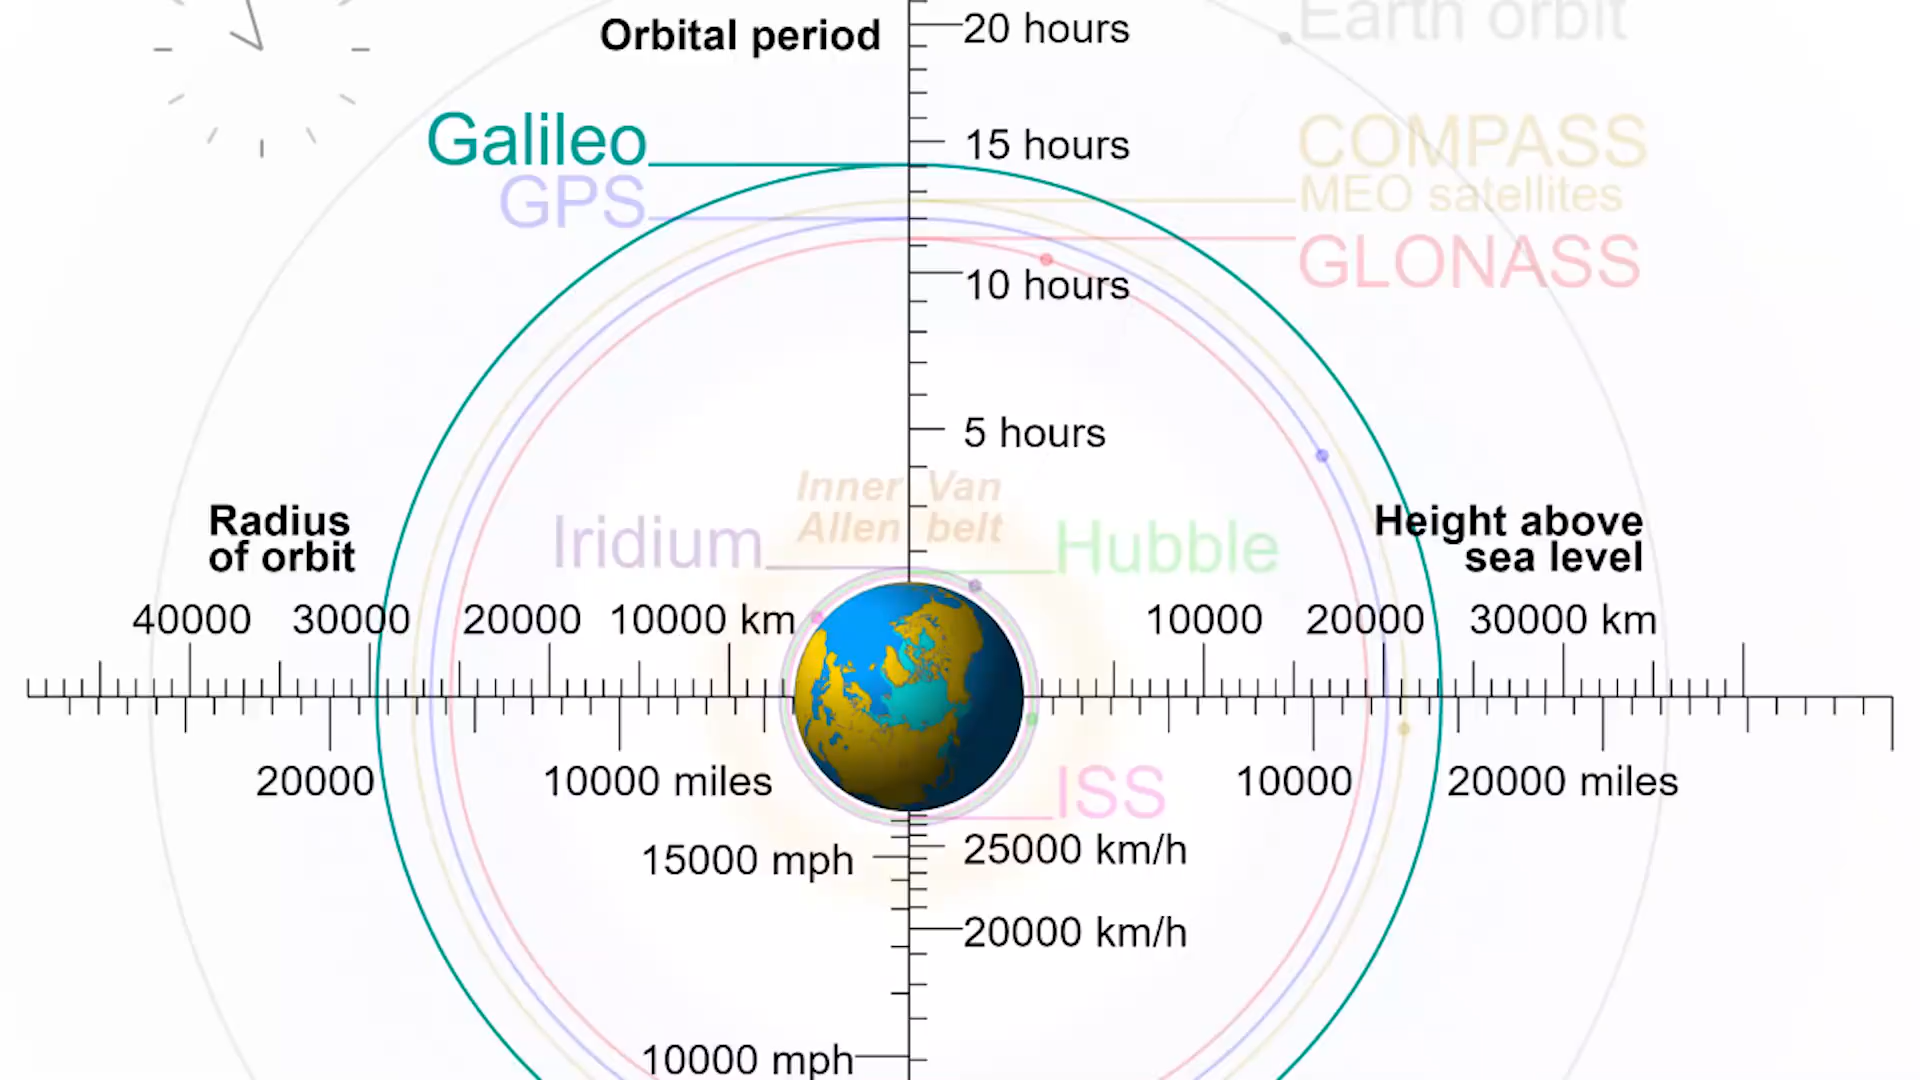 Earth orbit
Orbital period
20 hours
Galileo
15 hours
COMPASS
GPS
MEO satellites
GLONASS
10 hours
5 hours
Inner Van
Allen belt
Iridium
Hubble
Radius
of orbit
Height above
sea level
40000 30000 20000 10000 km
10000 20000 30000 km
20000 10000 miles
10000 20000 miles
ISS
15000 mph
25000 km/h
20000 km/h
10000 mph